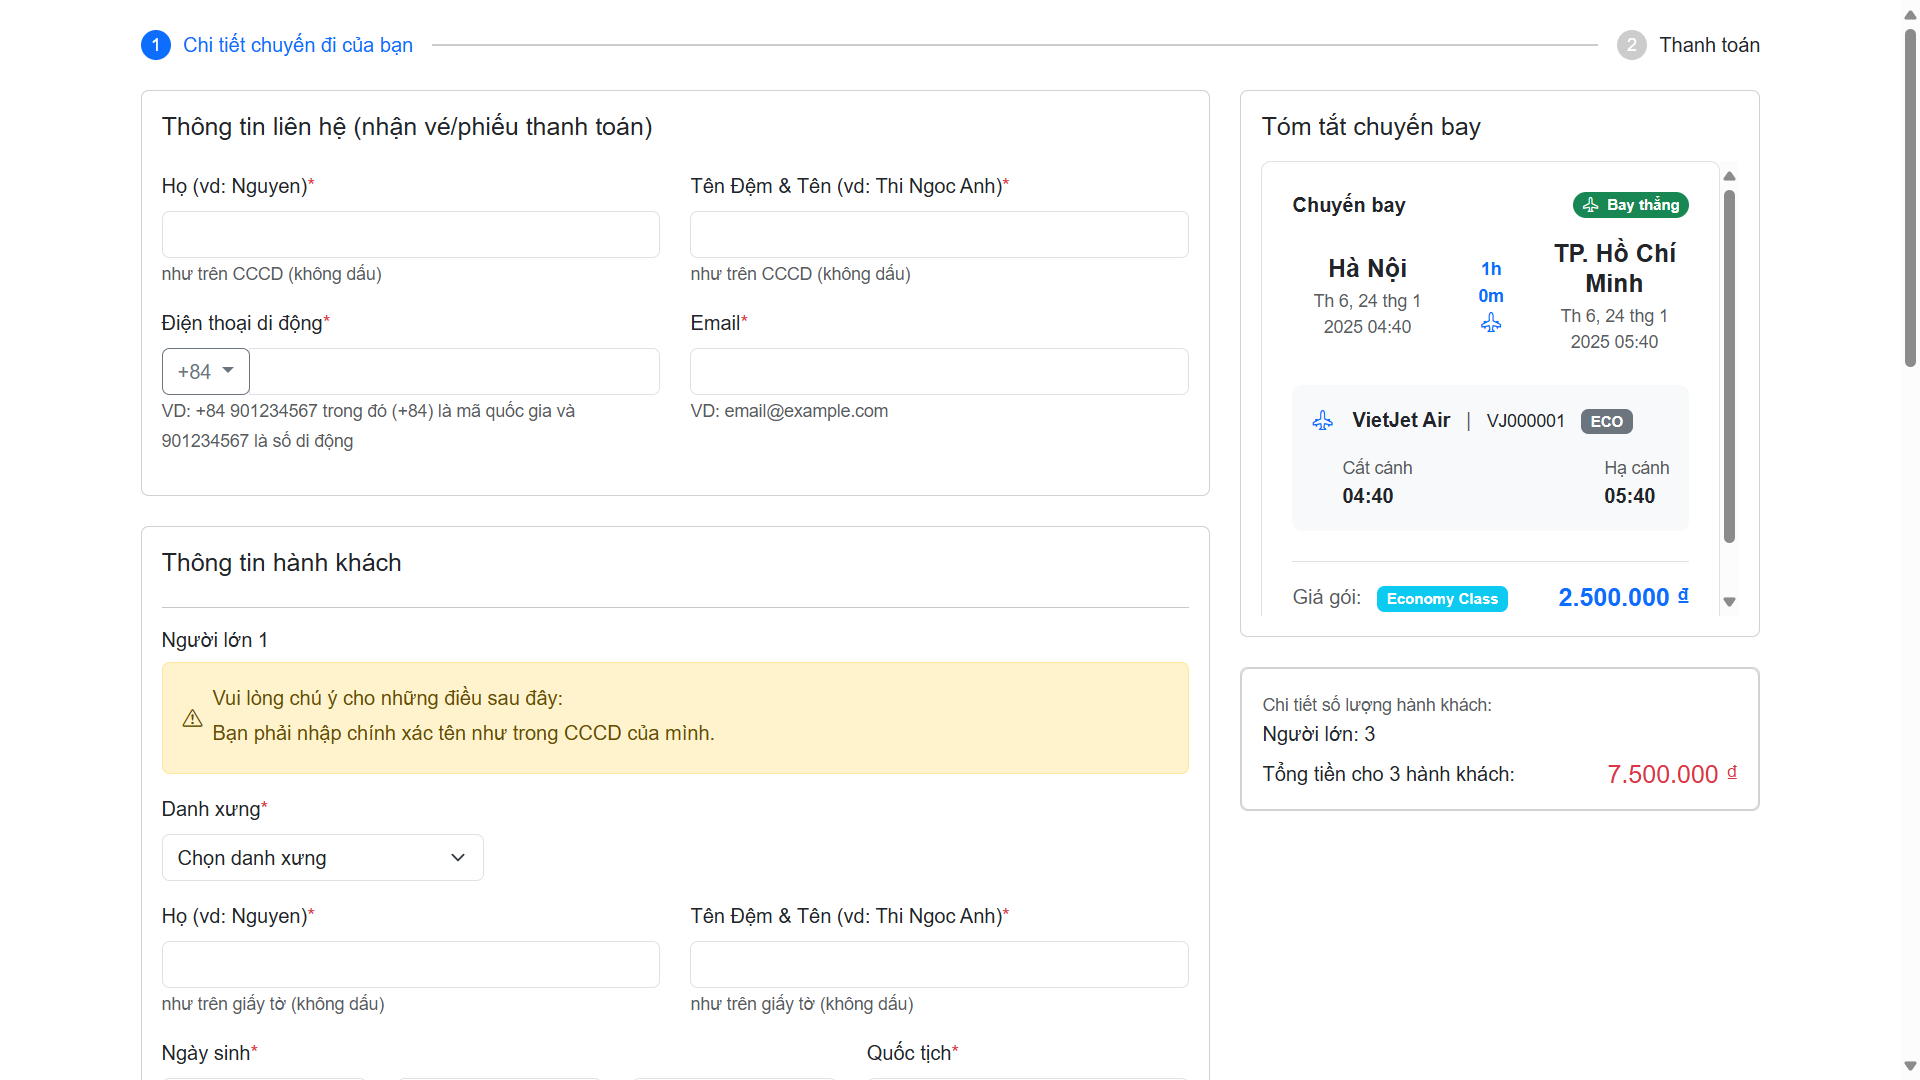 1 Chi tiết chuyến đi của bạn
2 Thanh toán
Thông tin liên hệ (nhận vé/phiếu thanh toán)
Họ (vd: Nguyen)*
Tên Đệm & Tên (vd: Thi Ngoc Anh)*
như trên CCCD (không dấu)
như trên CCCD (không dấu)
Điện thoại di động*
Email*
+84
VD: +84 901234567 trong đó (+84) là mã quốc gia và
901234567 là số di động
VD: email@example.com
Thông tin hành khách
Người lớn 1
Vui lòng chú ý cho những điều sau đây:
Bạn phải nhập chính xác tên như trong CCCD của mình.
Danh xưng*
Chọn danh xưng
Họ (vd: Nguyen)*
Tên Đệm & Tên (vd: Thi Ngoc Anh)*
như trên giấy tờ (không dấu)
như trên giấy tờ (không dấu)
Ngày sinh*
Quốc tịch*
Tóm tắt chuyến bay
Chuyến bay
Bay thẳng
Hà Nội
Th 6, 24 thg 1
2025 04:40
1h
0m
TP. Hồ Chí
Minh
Th 6, 24 thg 1
2025 05:40
VietJet Air | VJ000001 ECO
Cất cánh
04:40
Hạ cánh
05:40
Giá gói: Economy Class 2.500.000 ₫
Chi tiết số lượng hành khách:
Người lớn: 3
Tổng tiền cho 3 hành khách: 7.500.000 ₫